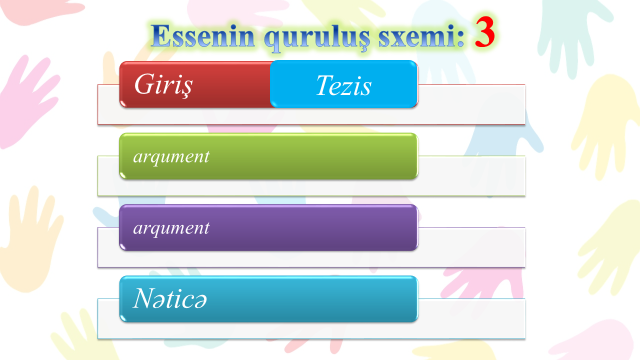 Essenin quruluş sxemi: 3
Giriş Tezis
arqument
arqument
Nəticə